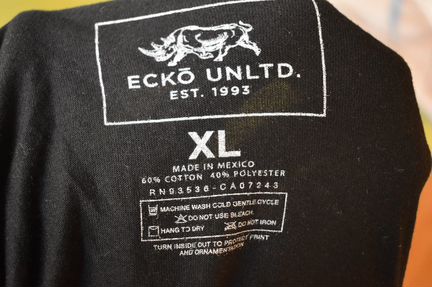 ECKŌ UNLTD.
EST. 1993
XL
MADE IN MEXICO
60% COTTON 40% POLYESTER
RN93536-CA07243
MACHINE WASH COLD GENTLE CYCLE
DO NOT USE BLEACH
HANG TO DRY DO NOT IRON
TURN INSIDE OUT TO PROTECT PRINT
AND ORNAMENTATION